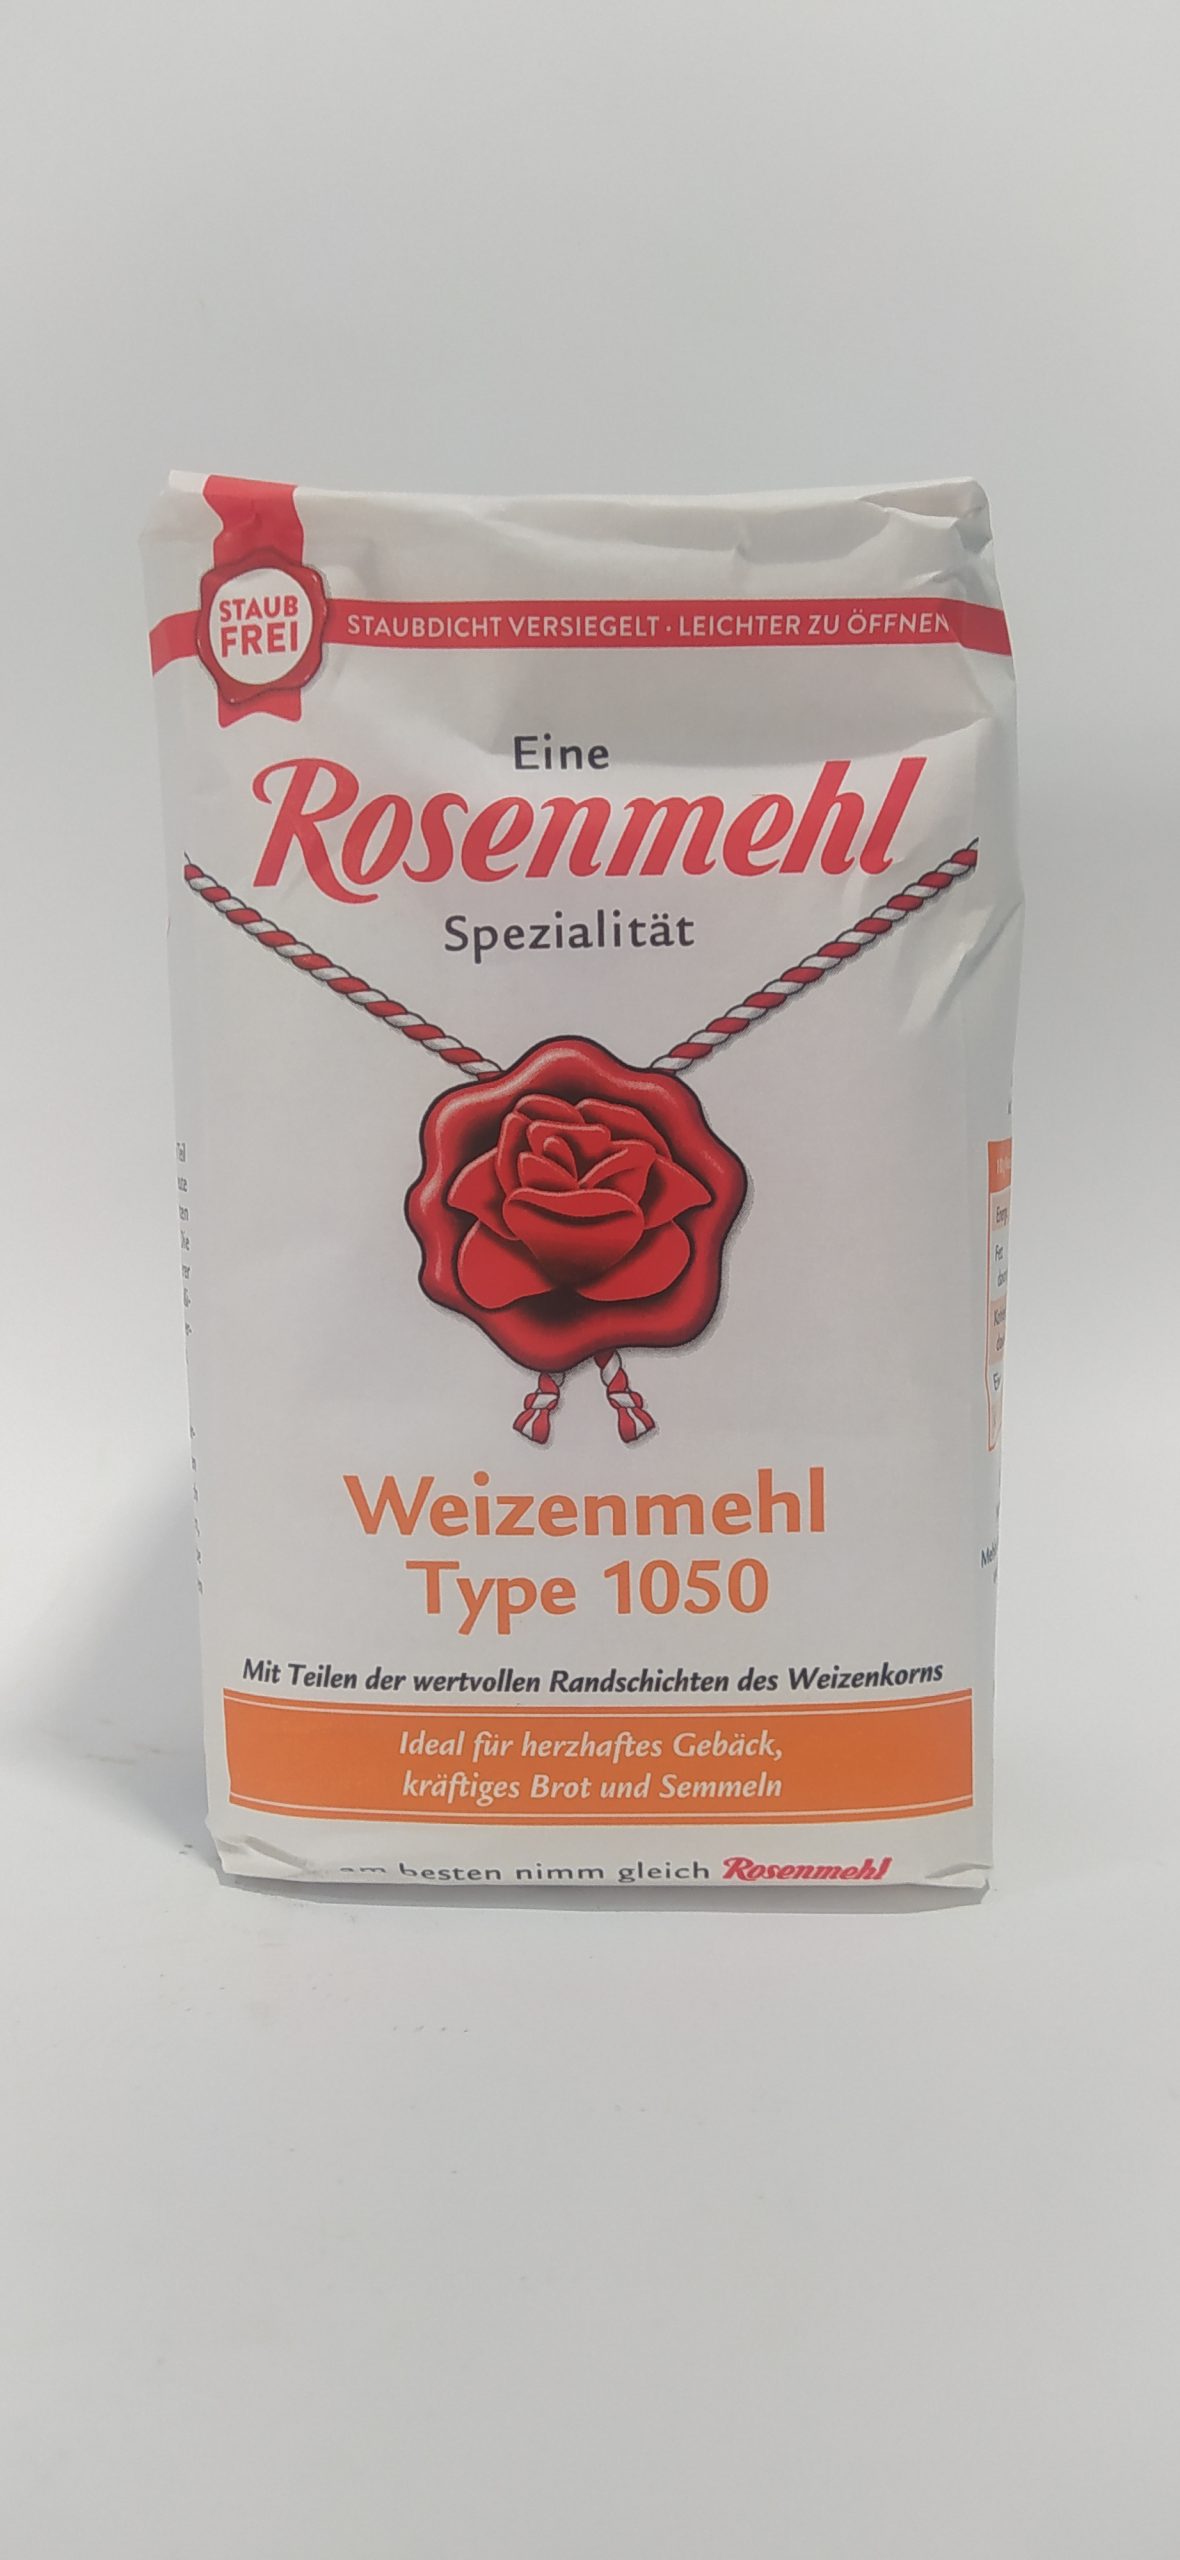 STAUB
FREI
STAUBDICHT VERSIEGELT · LEICHTER ZU ÖFFNEN
Eine
Rosenmehl
Spezialität
Weizenmehl
Type 1050
Mit Teilen der wertvollen Randschichten des Weizenkorns
Ideal für herzhaftes Gebäck,
kräftiges Brot und Semmeln
am besten nimm gleich Rosenmehl